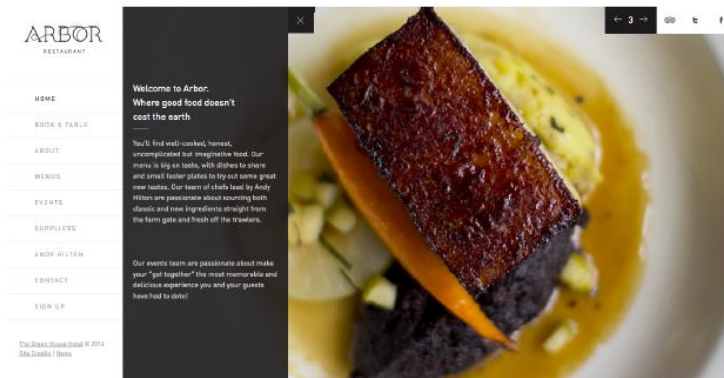 ARBOR
RESTAURANT
HOME
BOOK A TABLE
ABOUT
MENUS
EVENTS
SUPPLIERS
ANDY HILTON
CONTACT
SIGN UP
The Green House Hotel © 2014
Site Credits | News
Welcome to Arbor.
Where good food doesn't
cost the earth
You'll find well-cooked, honest,
uncomplicated but imaginative food. Our
menu is big on taste, with dishes to share
and small taster plates to try out some great
new tastes. Our team of chefs lead by Andy
Hilton are passionate about sourcing both
classic and new ingredients straight from
the farm gate and fresh off the trawlers.
Our events team are passionate about make
your "get together" the most memorable and
delicious experience you and your guests
have had to date!
← 3 →